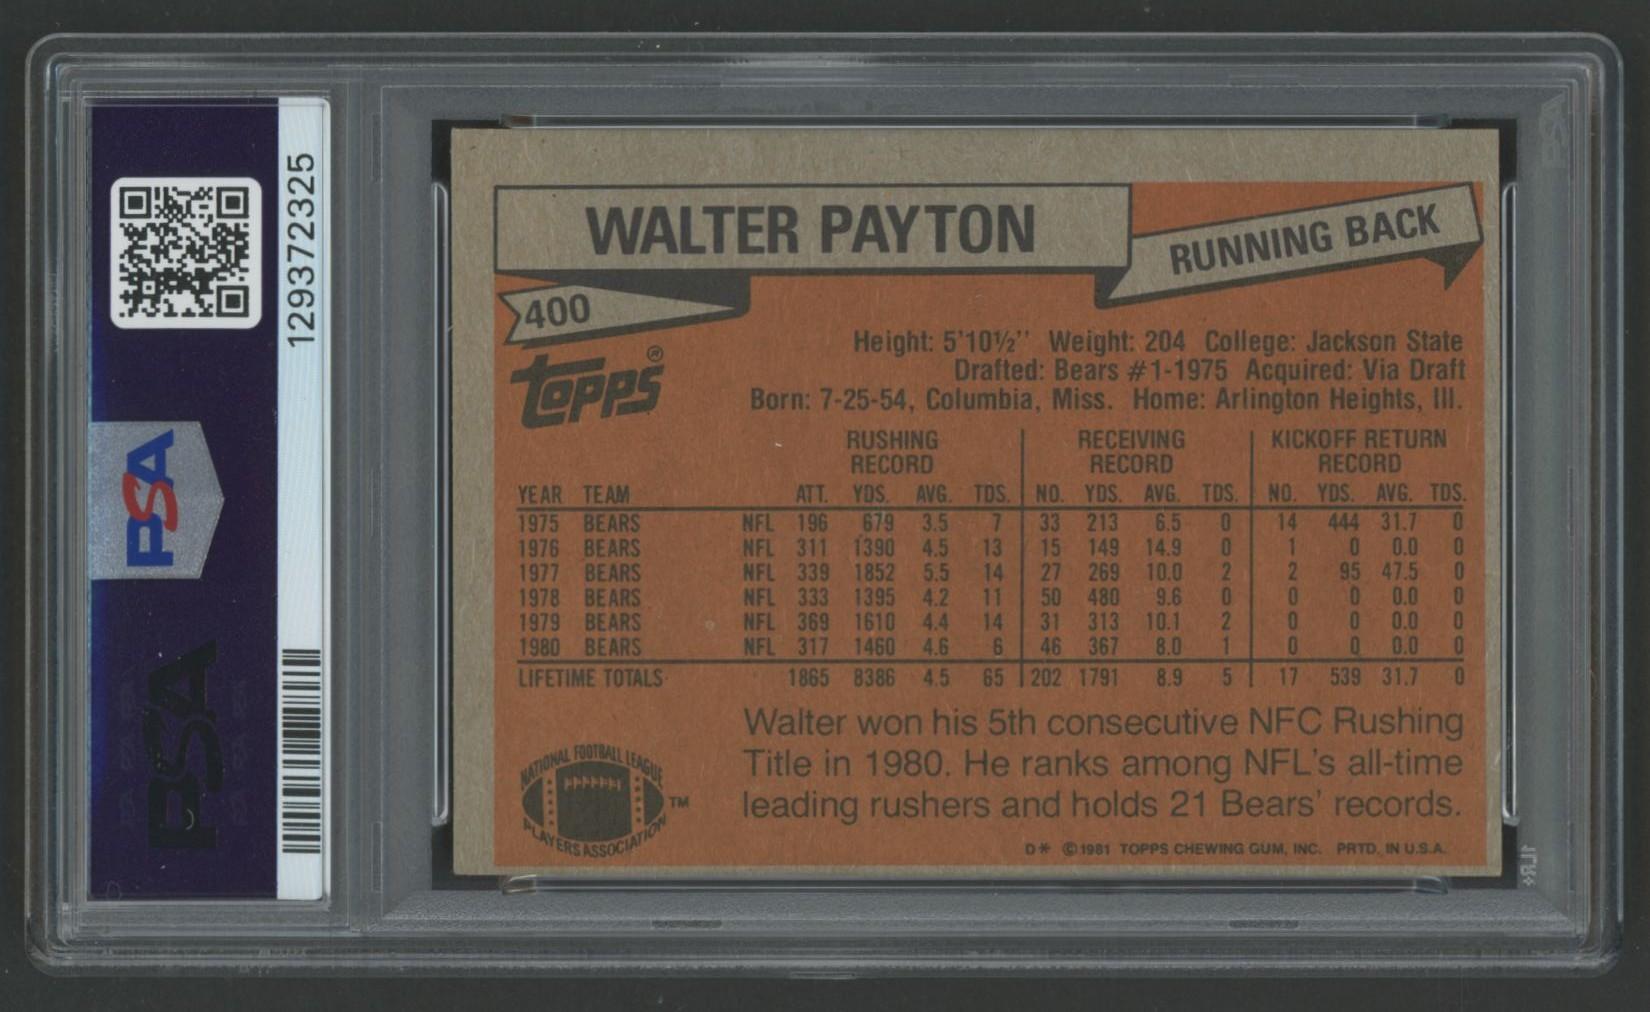 129372325
PSA
PSA
WALTER PAYTON
RUNNING BACK
400
Topps®
Height: 5'10½" Weight: 204 College: Jackson State
Drafted: Bears #1-1975 Acquired: Via Draft
Born: 7-25-54, Columbia, Miss. Home: Arlington Heights, Ill.
RUSHING RECORD RECEIVING RECORD KICKOFF RETURN RECORD
YEAR TEAM ATT. YDS. AVG. TDS. NO. YDS. AVG. TDS. NO. YDS. AVG. TDS.
1975 BEARS NFL 196 679 3.5 7 33 213 6.5 0 14 444 31.7 0
1976 BEARS NFL 311 1390 4.5 13 15 149 14.9 0 1 0 0.0 0
1977 BEARS NFL 339 1852 5.5 14 27 269 10.0 2 2 95 47.5 0
1978 BEARS NFL 333 1395 4.2 11 50 480 9.6 0 0 0 0.0 0
1979 BEARS NFL 369 1610 4.4 14 31 313 10.1 2 0 0 0.0 0
1980 BEARS NFL 317 1460 4.6 6 46 367 8.0 1 0 0 0.0 0
LIFETIME TOTALS 1865 8386 4.5 65 202 1791 8.9 5 17 539 31.7 0
Walter won his 5th consecutive NFC Rushing
Title in 1980. He ranks among NFL's all-time
leading rushers and holds 21 Bears' records.
NATIONAL FOOTBALL LEAGUE
PLAYERS ASSOCIATION
TM
D* ©1981 TOPPS CHEWING GUM, INC. PRTD. IN U.S.A.